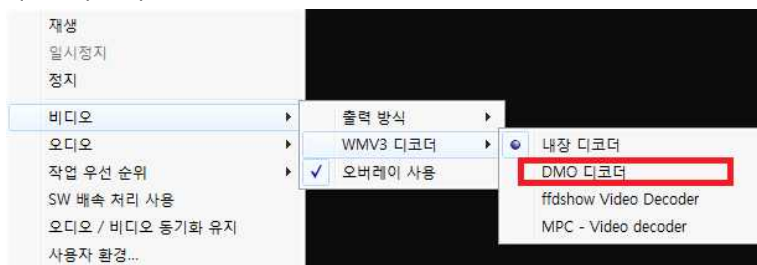 재생
일시정지
정지
비디오
오디오
작업 우선 순위
SW 배속 처리 사용
오디오 / 비디오 동기화 유지
사용자 환경...
출력 방식
WMV3 디코더
오버레이 사용
내장 디코더
DMO 디코더
ffdshow Video Decoder
MPC - Video decoder